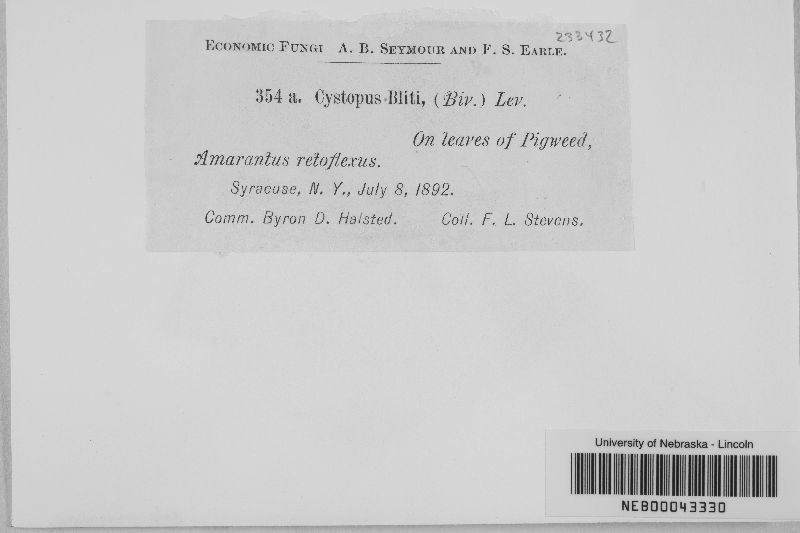 233432
Economic Fungi A. B. Seymour and F. S. Earle.
354 a. Cystopus Bliti, (Biv.) Lev.
On leaves of Pigweed,
Amarantus retoflexus.
Syracuse, N. Y., July 8, 1892.
Comm. Byron D. Halsted. Coll. F. L. Stevens.
University of Nebraska - Lincoln
NEB00043330